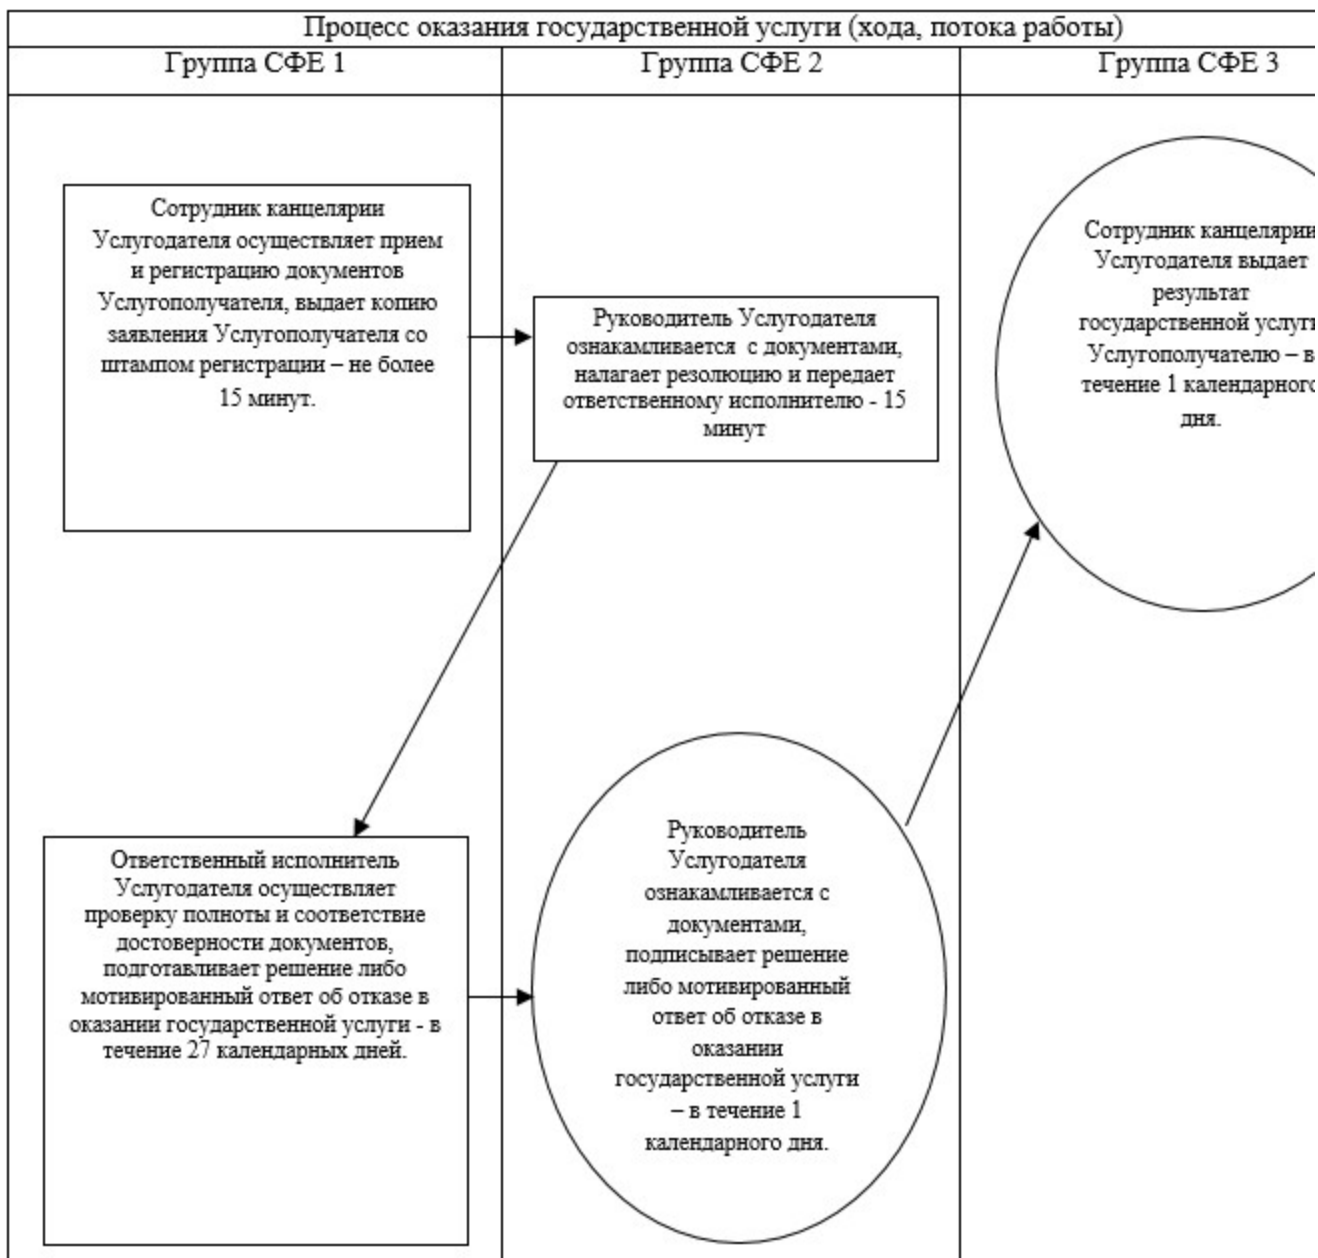 Процесс оказания государственной услуги (хода, потока работы)
Группа СФЕ 1
Группа СФЕ 2
Группа СФЕ 3
Сотрудник канцелярии
Услугодателя осуществляет прием
и регистрацию документов
Услугополучателя, выдает копию
заявления Услугополучателя со
штампом регистрации – не более
15 минут.
Руководитель Услугодателя
ознакамливается с документами,
налагает резолюцию и передает
ответственному исполнителю - 15
минут
Сотрудник канцелярии
Услугодателя выдает
результат
государственной услуги
Услугополучателю – в
течение 1 календарного
дня.
Ответственный исполнитель
Услугодателя осуществляет
проверку полноты и соответствие
достоверности документов,
подготавливает решение либо
мотивированный ответ об отказе в
оказании государственной услуги - в
течение 27 календарных дней.
Руководитель
Услугодателя
ознакамливается с
документами,
подписывает решение
либо мотивированный
ответ об отказе в
оказании
государственной услуги
– в течение 1
календарного дня.